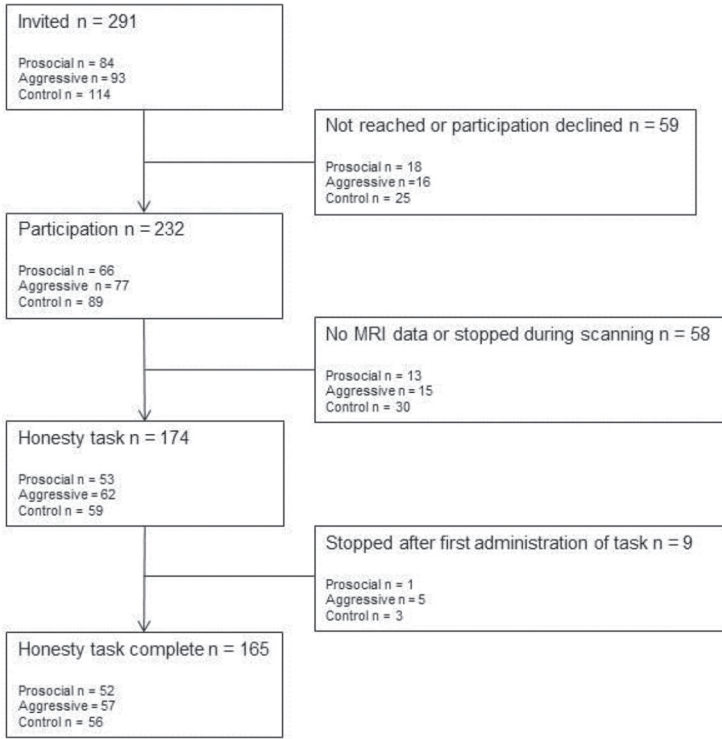 Invited n = 291
Prosocial n = 84
Aggressive n = 93
Control n = 114
Not reached or participation declined n = 59
Prosocial n = 18
Aggressive n =16
Control n = 25
Participation n = 232
Prosocial n = 66
Aggressive n = 77
Control n = 89
No MRI data or stopped during scanning n = 58
Prosocial n = 13
Aggressive n = 15
Control n = 30
Honesty task n = 174
Prosocial n = 53
Aggressive = 62
Control n = 59
Stopped after first administration of task n = 9
Prosocial n = 1
Aggressive n = 5
Control n = 3
Honesty task complete n = 165
Prosocial n = 52
Aggressive = 57
Control n = 56